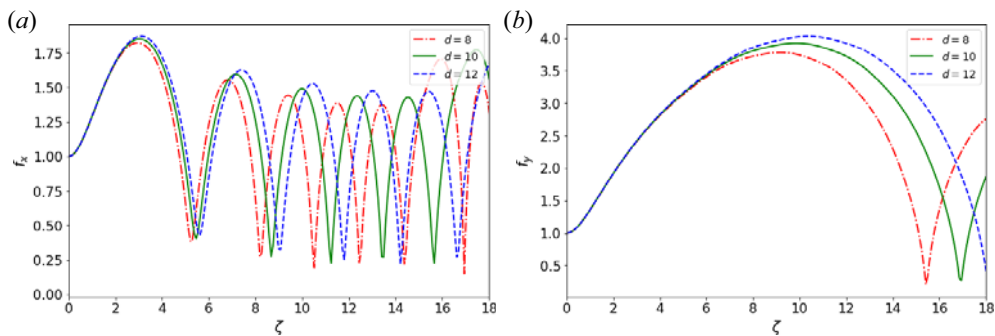 (a)
1.75
1.50
1.25
1.00
0.75
0.50
0.25
0.00
f_x
0 2 4 6 8 10 12 14 16 18
ζ
d = 8
d = 10
d = 12
(b)
4.0
3.5
3.0
2.5
2.0
1.5
1.0
0.5
f_y
0 2 4 6 8 10 12 14 16 18
ζ
d = 8
d = 10
d = 12